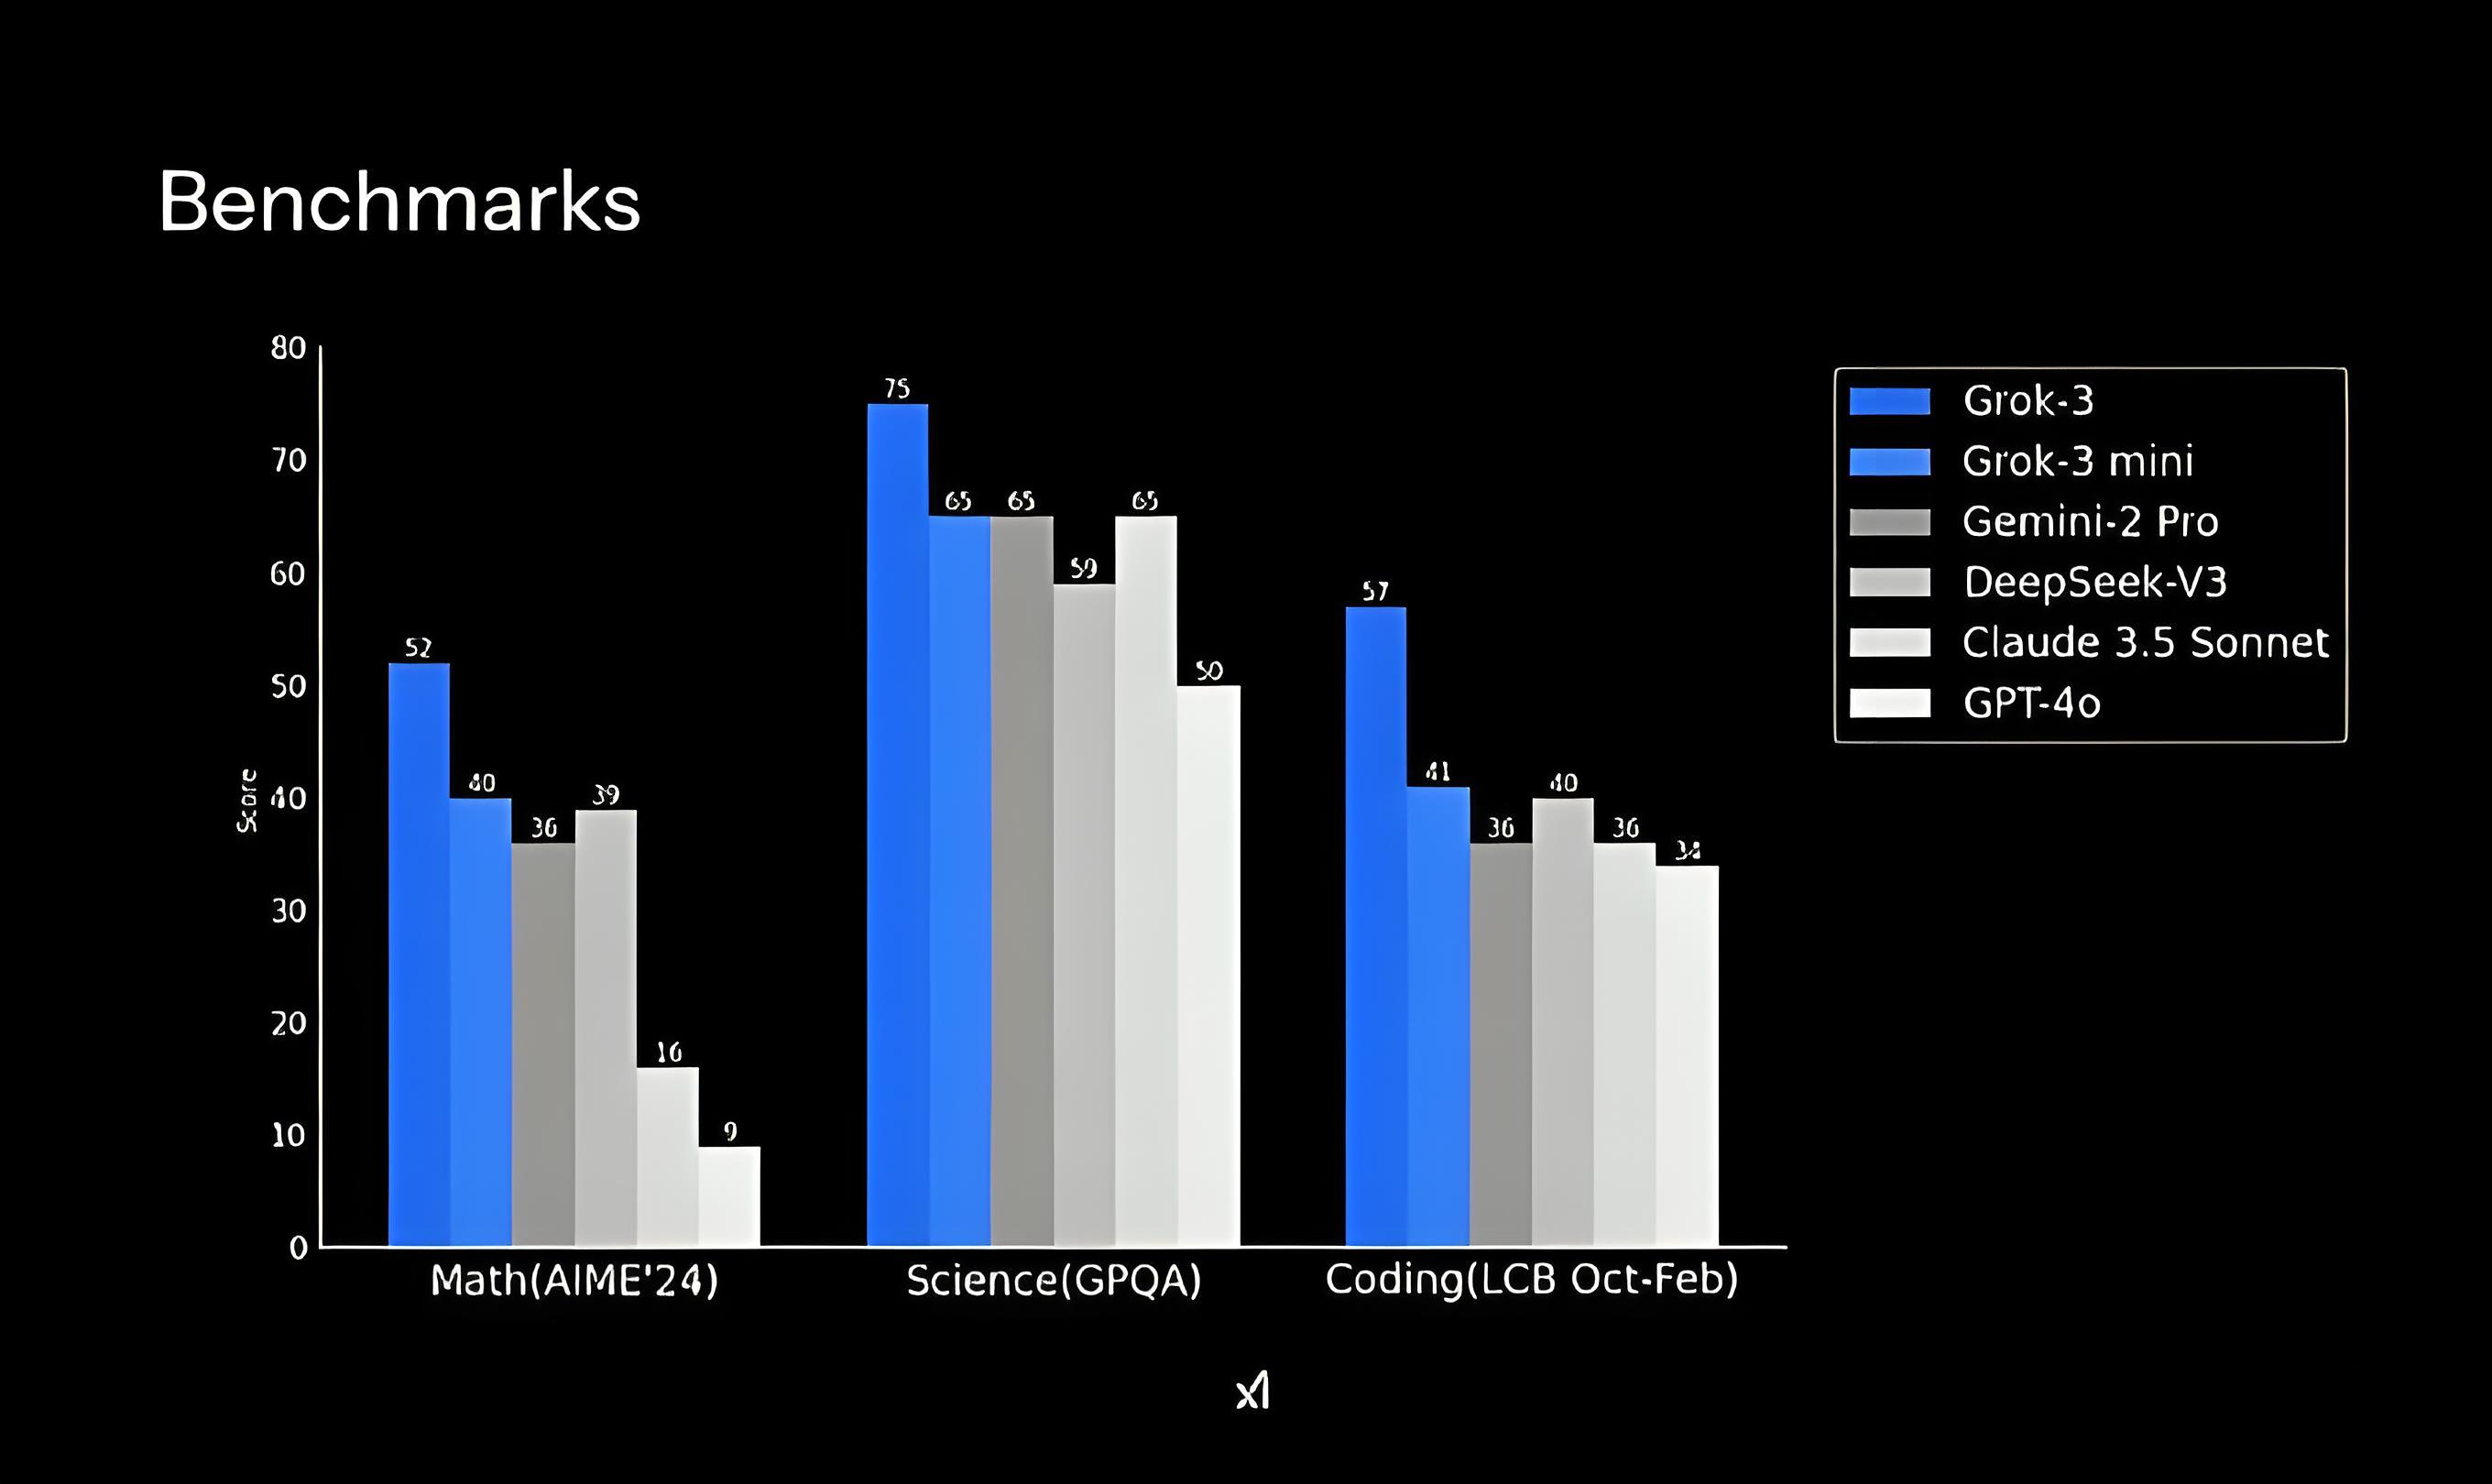 Benchmarks
80
70
60
50
40
30
20
10
0
Score
52
40
36
39
16
9
75
65
65
59
65
50
57
41
36
40
36
34
Math(AIME'24)
Science(GPQA)
Coding(LCB Oct-Feb)
Grok-3
Grok-3 mini
Gemini-2 Pro
DeepSeek-V3
Claude 3.5 Sonnet
GPT-4o